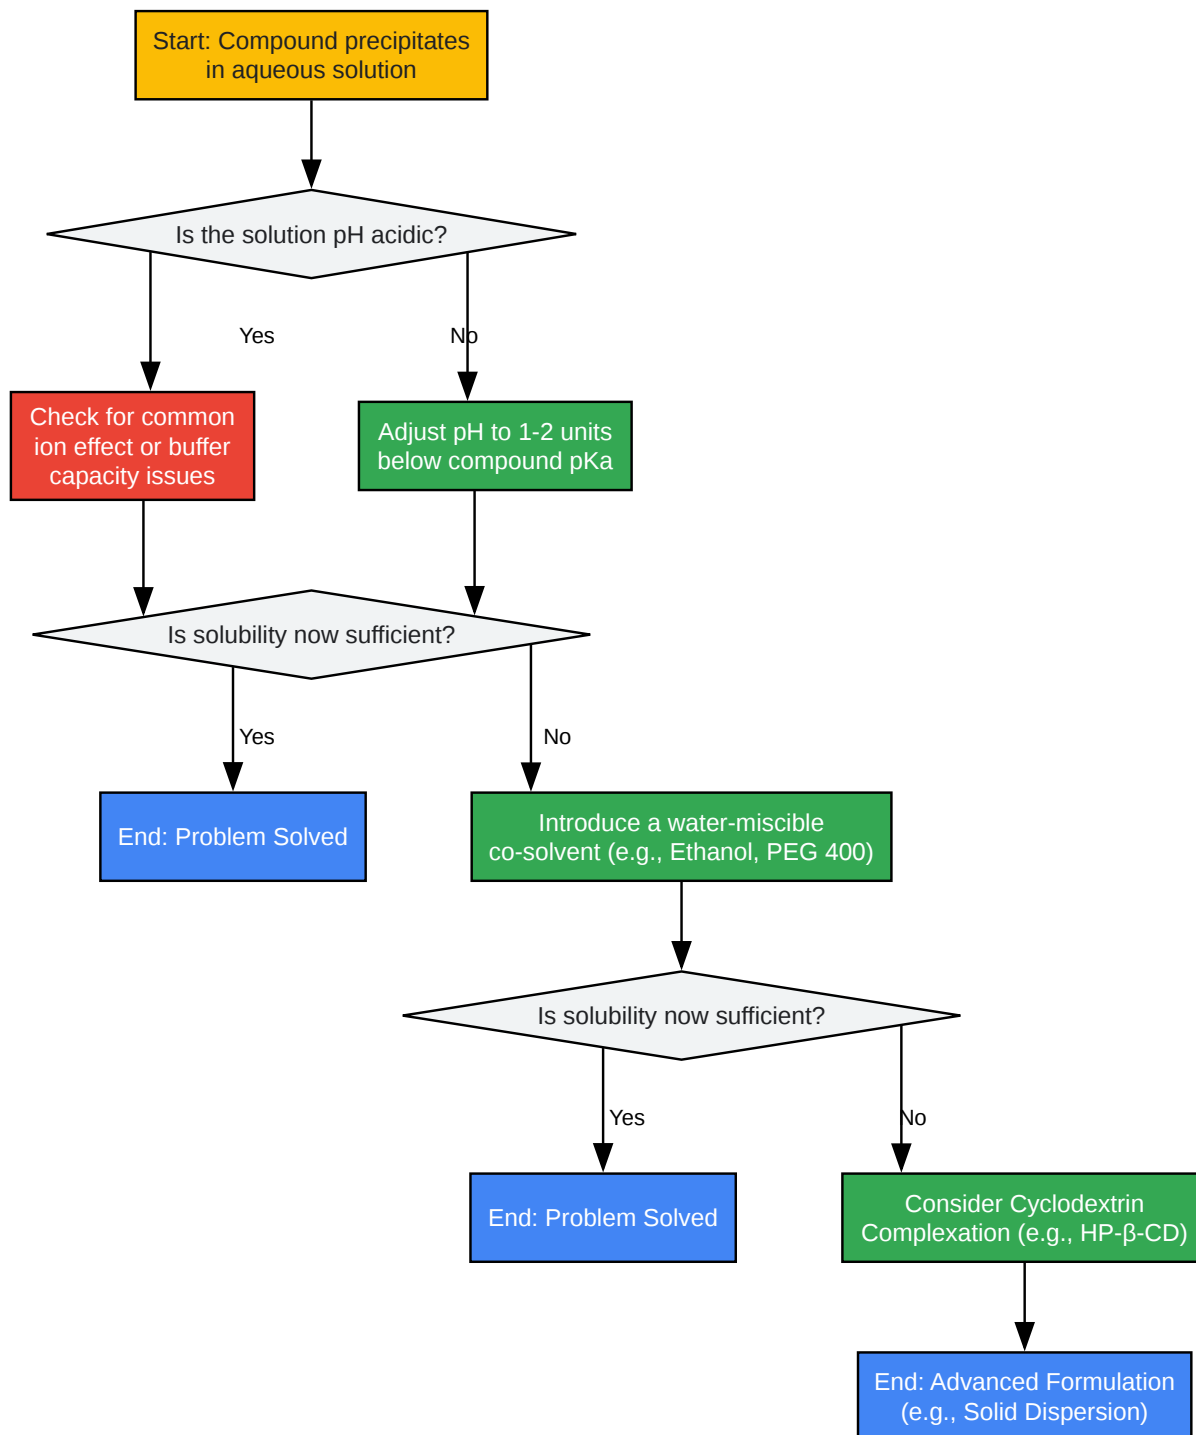 Start: Compound precipitates
in aqueous solution
Is the solution pH acidic?
Yes
No
Check for common
ion effect or buffer
capacity issues
Adjust pH to 1-2 units
below compound pKa
Is solubility now sufficient?
Yes
No
End: Problem Solved
Introduce a water-miscible
co-solvent (e.g., Ethanol, PEG 400)
Is solubility now sufficient?
Yes
No
End: Problem Solved
Consider Cyclodextrin
Complexation (e.g., HP-β-CD)
End: Advanced Formulation
(e.g., Solid Dispersion)